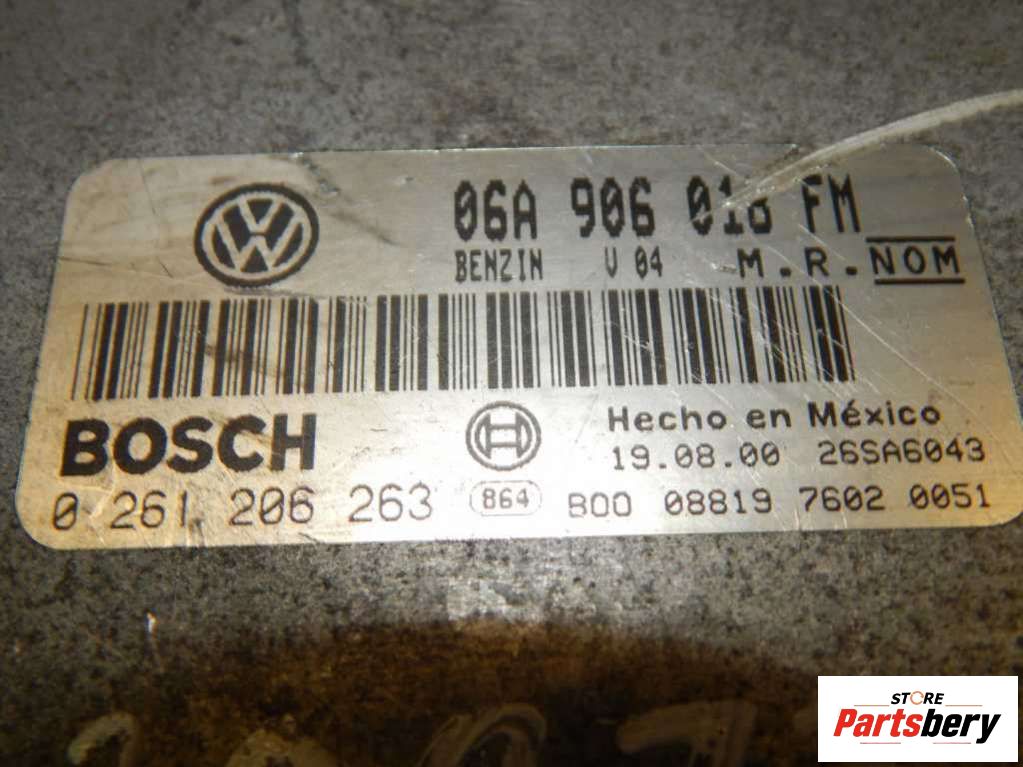 06A 906 018 FM
BENZIN V 04 M.R. NOM
BOSCH
Hecho en México
19.08.00 26SA6043
0 261 206 263 864 B00 08819 7602 0051
STORE
Partsbery